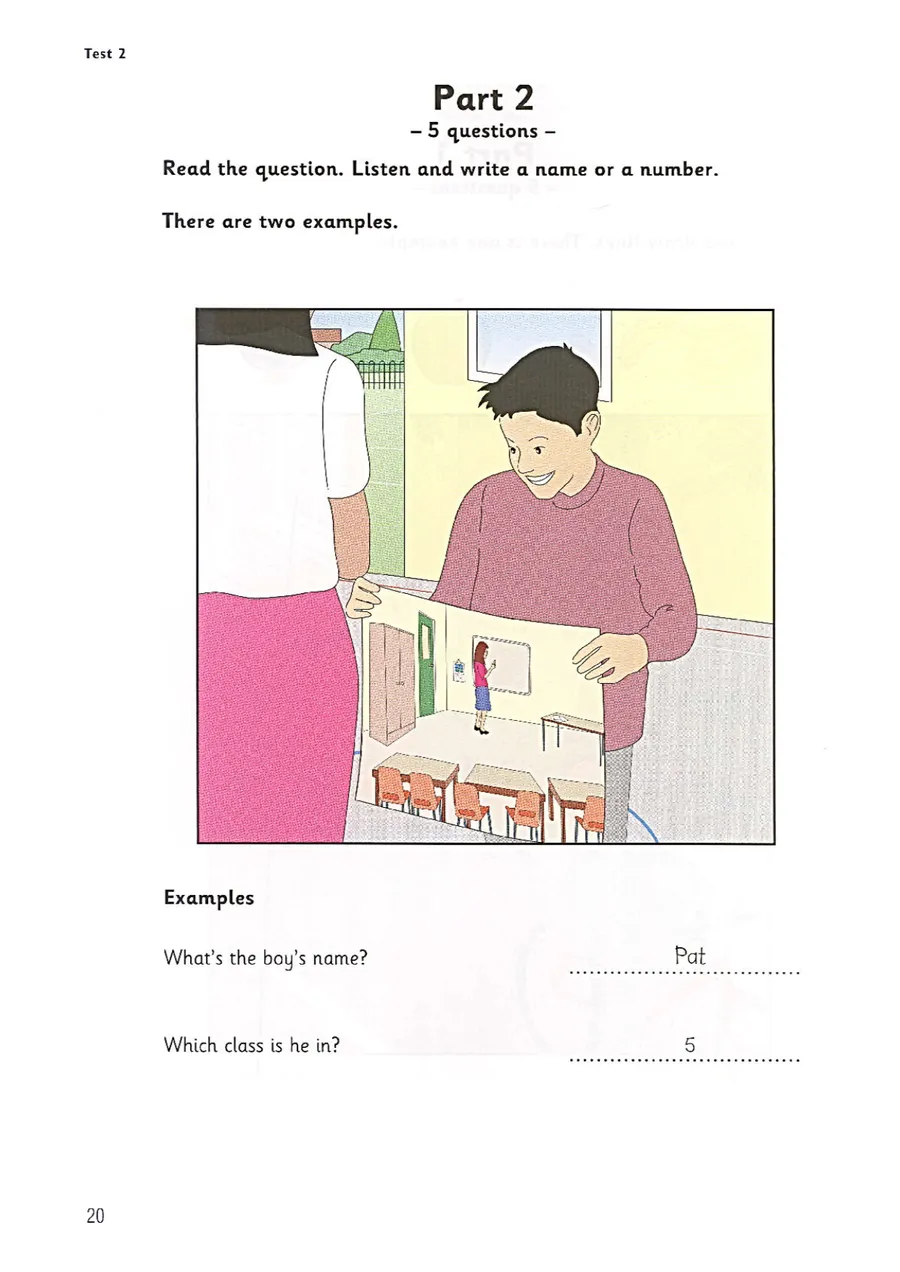 Test 2
Part 2
– 5 questions –
Read the question. Listen and write a name or a number.
There are two examples.
Examples
What's the boy's name? Pat
Which class is he in? 5
20